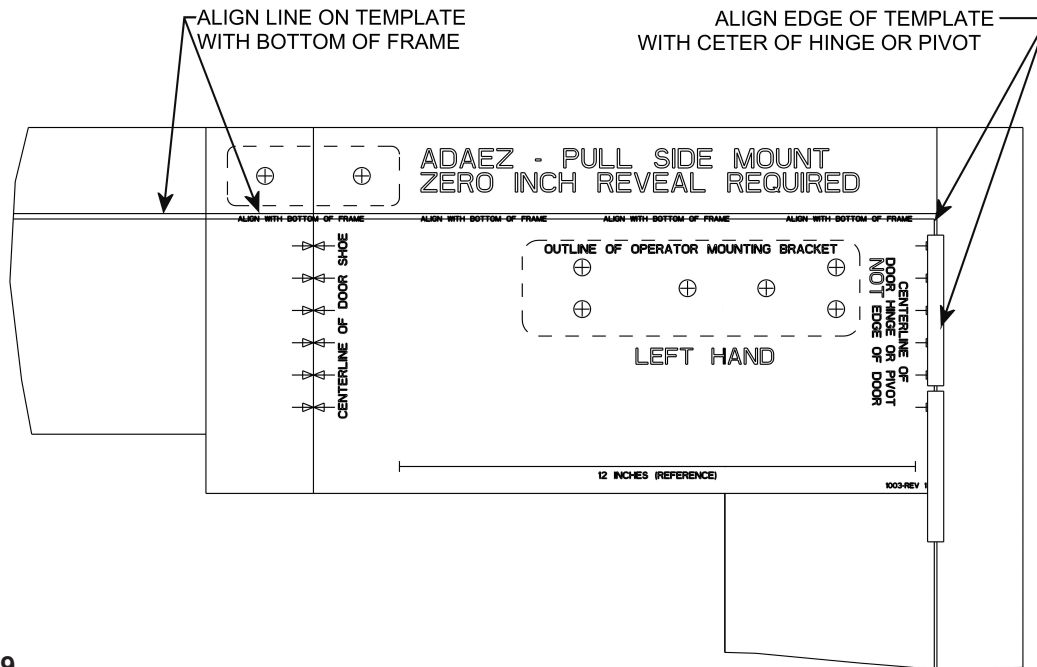 ALIGN LINE ON TEMPLATE
WITH BOTTOM OF FRAME
ALIGN EDGE OF TEMPLATE
WITH CETER OF HINGE OR PIVOT
ADAEZ - PULL SIDE MOUNT
ZERO INCH REVEAL REQUIRED
ALIGN WITH BOTTOM OF FRAME
ALIGN WITH BOTTOM OF FRAME
ALIGN WITH BOTTOM OF FRAME
ALIGN WITH BOTTOM OF FRAME
CENTERLINE OF DOOR SHOE
OUTLINE OF OPERATOR MOUNTING BRACKET
CENTERLINE OF
DOOR HINGE OR PIVOT
NOT EDGE OF DOOR
LEFT HAND
12 INCHES (REFERENCE)
1003-REV 1
9